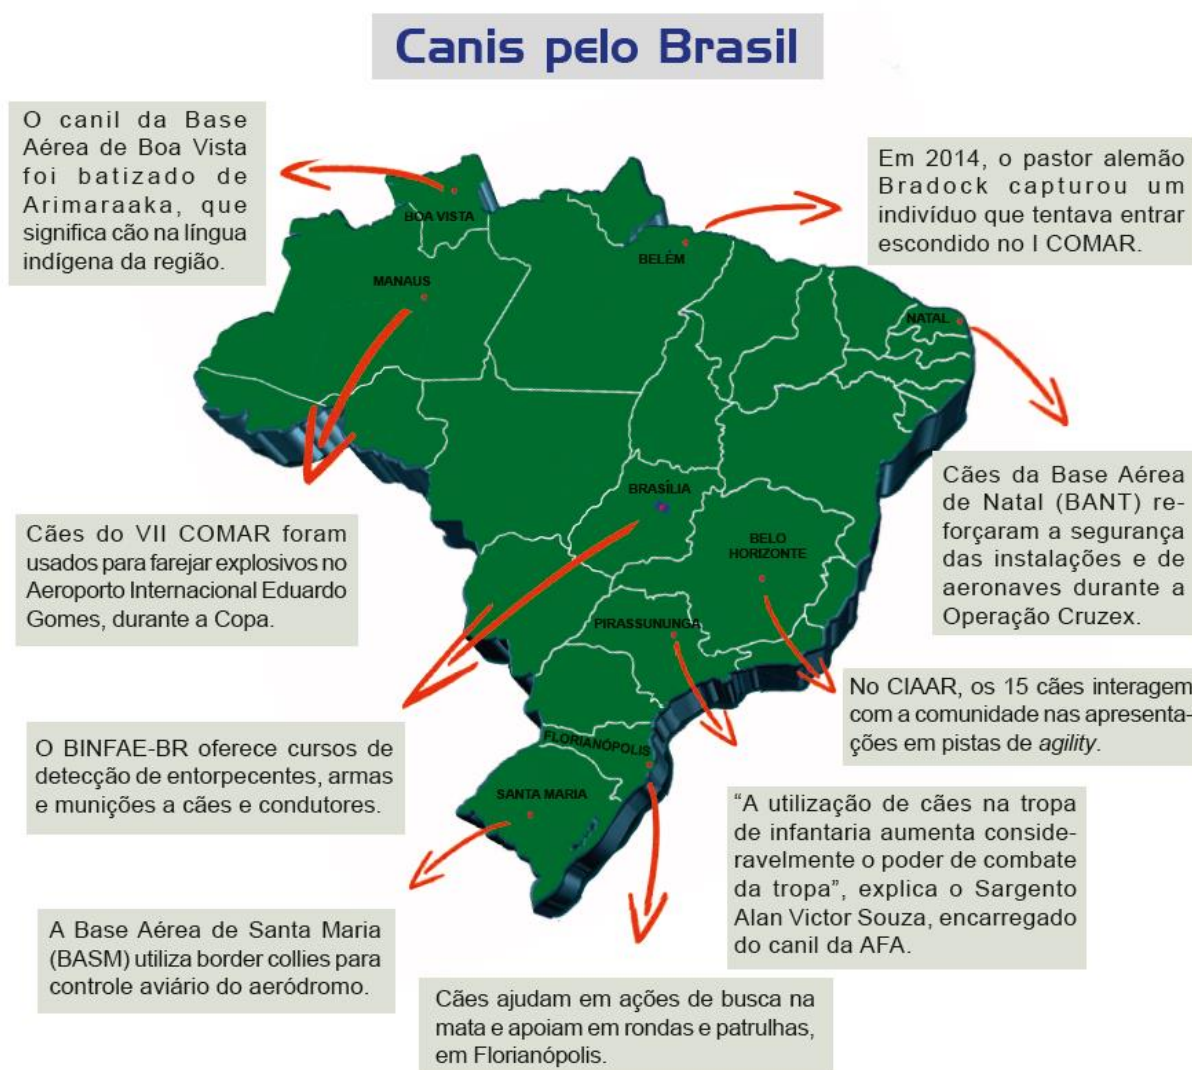 Canis pelo Brasil
O canil da Base
Aérea de Boa Vista
foi batizado de
Arimaraaka, que
significa cão na língua
indígena da região.
Em 2014, o pastor alemão
Bradock capturou um
indivíduo que tentava entrar
escondido no I COMAR.
BOA VISTA
BELÉM
MANAUS
NATAL
BRASÍLIA
BELO
HORIZONTE
PIRASSUNUNGA
FLORIANÓPOLIS
SANTA MARIA
Cães da Base Aérea
de Natal (BANT) re-
forçaram a segurança
das instalações e de
aeronaves durante a
Operação Cruzex.
Cães do VII COMAR foram
usados para farejar explosivos no
Aeroporto Internacional Eduardo
Gomes, durante a Copa.
No CIAAR, os 15 cães interagem
com a comunidade nas apresenta-
ções em pistas de agility.
O BINFAE-BR oferece cursos de
detecção de entorpecentes, armas
e munições a cães e condutores.
“A utilização de cães na tropa
de infantaria aumenta conside-
ravelmente o poder de combate
da tropa”, explica o Sargento
Alan Victor Souza, encarregado
do canil da AFA.
A Base Aérea de Santa Maria
(BASM) utiliza border collies para
controle aviário do aeródromo.
Cães ajudam em ações de busca na
mata e apoiam em rondas e patrulhas,
em Florianópolis.